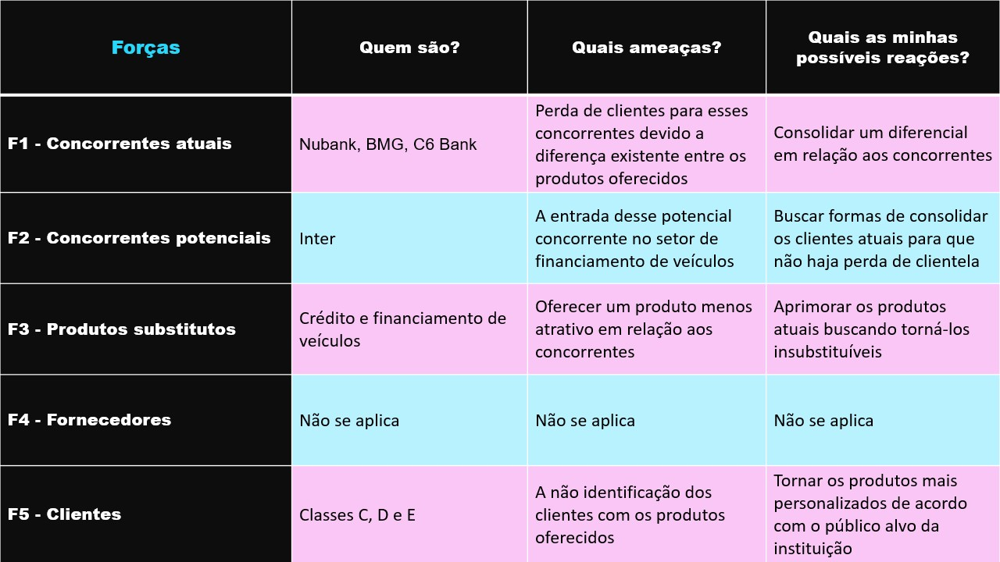 Forças
Quem são?
Quais ameaças?
Quais as minhas
possíveis reações?
F1 - Concorrentes atuais
Nubank, BMG, C6 Bank
Perda de clientes para esses
concorrentes devido a
diferença existente entre os
produtos oferecidos
Consolidar um diferencial
em relação aos concorrentes
F2 - Concorrentes potenciais
Inter
A entrada desse potencial
concorrente no setor de
financiamento de veículos
Buscar formas de consolidar
os clientes atuais para que
não haja perda de clientela
F3 - Produtos substitutos
Crédito e financiamento de
veículos
Oferecer um produto menos
atrativo em relação aos
concorrentes
Aprimorar os produtos
atuais buscando torná-los
insubstituíveis
F4 - Fornecedores
Não se aplica
Não se aplica
Não se aplica
F5 - Clientes
Classes C, D e E
A não identificação dos
clientes com os produtos
oferecidos
Tornar os produtos mais
personalizados de acordo
com o público alvo da
instituição